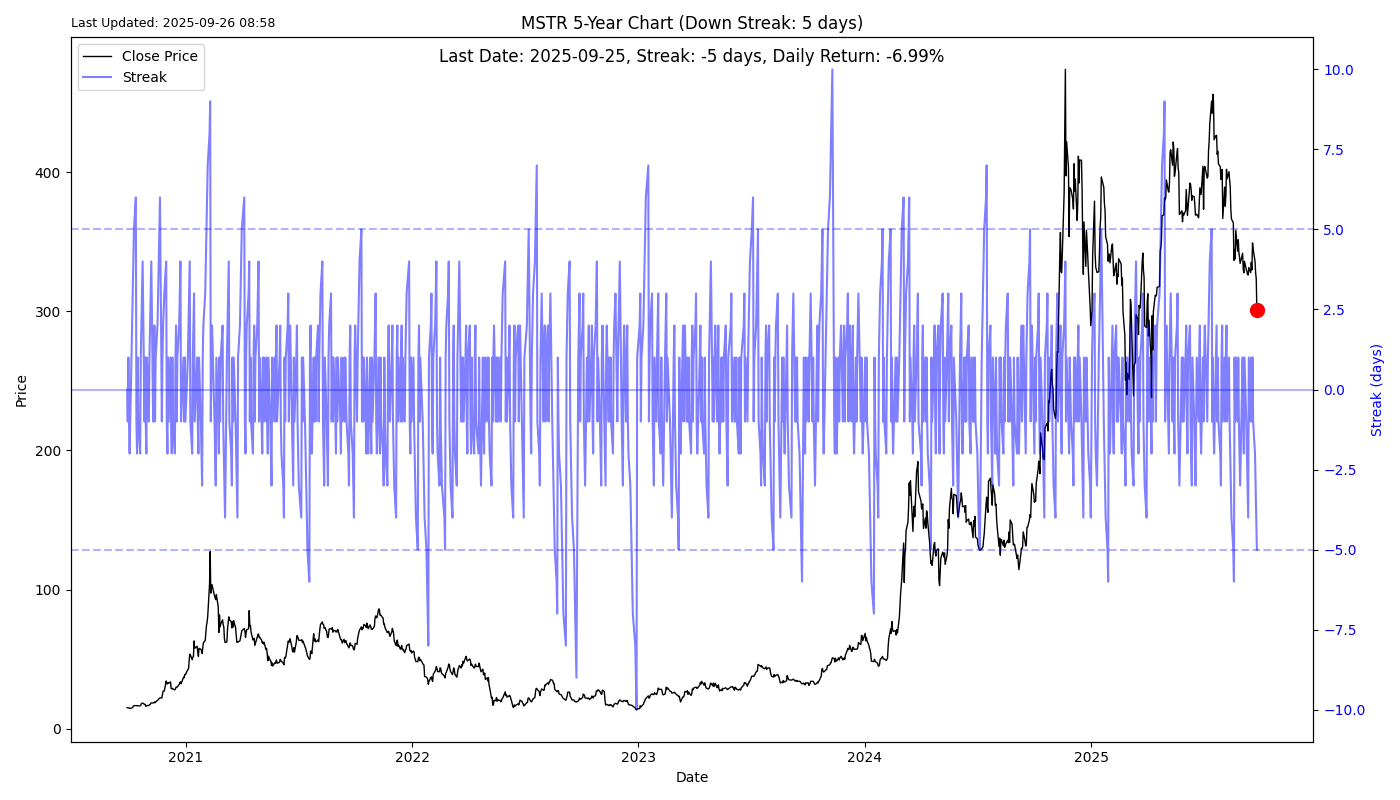 Last Updated: 2025-09-26 08:58
MSTR 5-Year Chart (Down Streak: 5 days)
Last Date: 2025-09-25, Streak: -5 days, Daily Return: -6.99%
Close Price
Streak
400
300
200
100
0
Price
10.0
7.5
5.0
2.5
0.0
−2.5
−5.0
−7.5
−10.0
Streak (days)
2021 2022 2023 2024 2025
Date